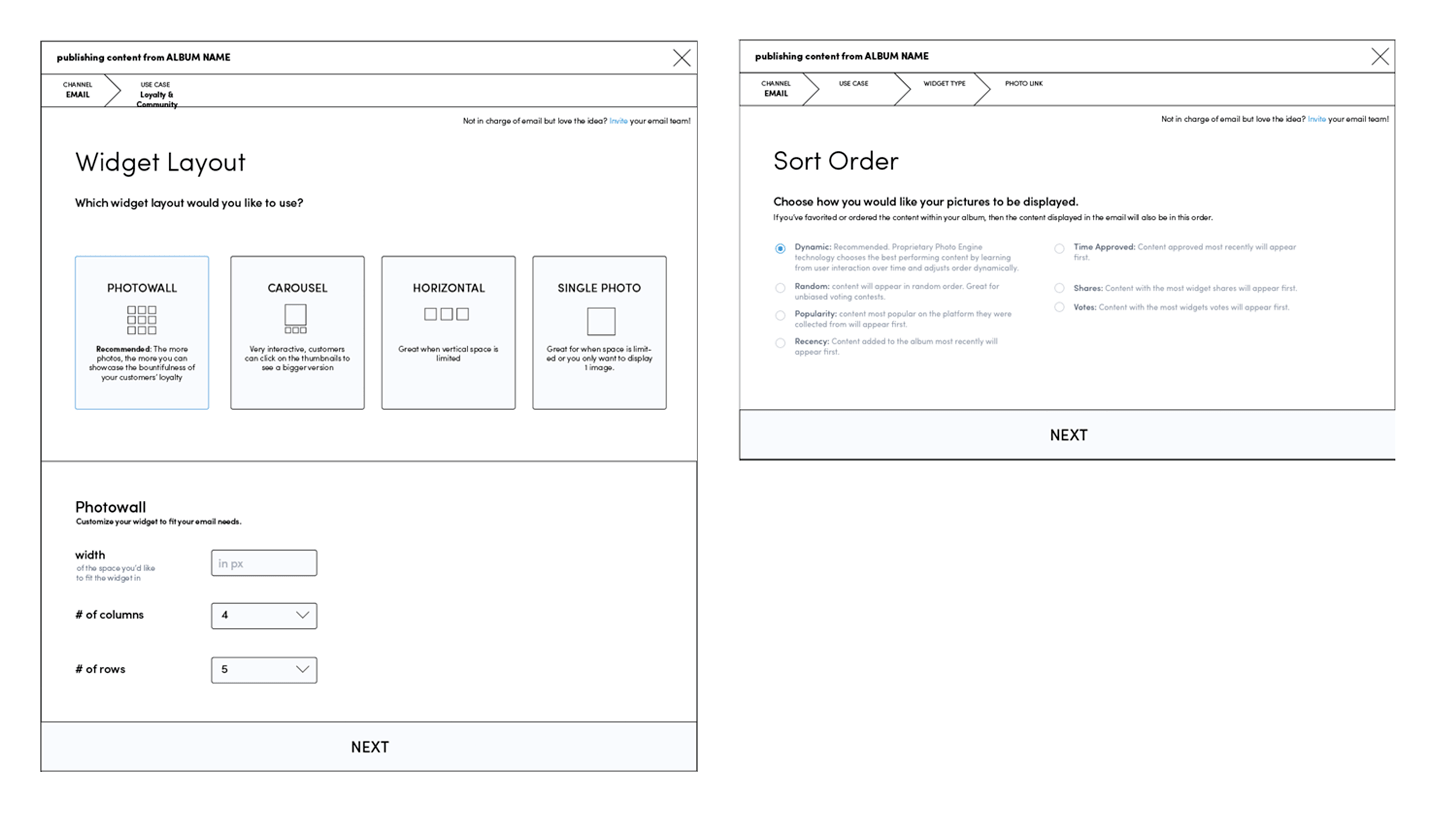 publishing content from ALBUM NAME
CHANNEL
EMAIL
USE CASE
Loyalty &
Community
Not in charge of email but love the idea? Invite your email team!
Widget Layout
Which widget layout would you like to use?
PHOTOWALL
Recommended: The more
photos, the more you can
showcase the bountifulness of
your customers' loyalty
CAROUSEL
Very interactive, customers
can click on the thumbnails to
see a bigger version
HORIZONTAL
Great when vertical space is
limited
SINGLE PHOTO
Great for when space is limit-
ed or you only want to display
1 image.
Photowall
Customize your widget to fit your email needs.
width
of the space you'd like
to fit the widget in
in px
# of columns
4
# of rows
5
NEXT
publishing content from ALBUM NAME
CHANNEL
EMAIL
USE CASE
WIDGET TYPE
PHOTO LINK
Not in charge of email but love the idea? Invite your email team!
Sort Order
Choose how you would like your pictures to be displayed.
If you've favorited or ordered the content within your album, then the content displayed in the email will also be in this order.
Dynamic: Recommended. Proprietary Photo Engine
technology chooses the best performing content by learning
from user interaction over time and adjusts order dynamically.
Random: content will appear in random order. Great for
unbiased voting contests.
Popularity: content most popular on the platform they were
collected from will appear first.
Recency: Content added to the album most recently will
appear first.
Time Approved: Content approved most recently will appear
first.
Shares: Content with the most widget shares will appear first.
Votes: Content with the most widgets votes will appear first.
NEXT